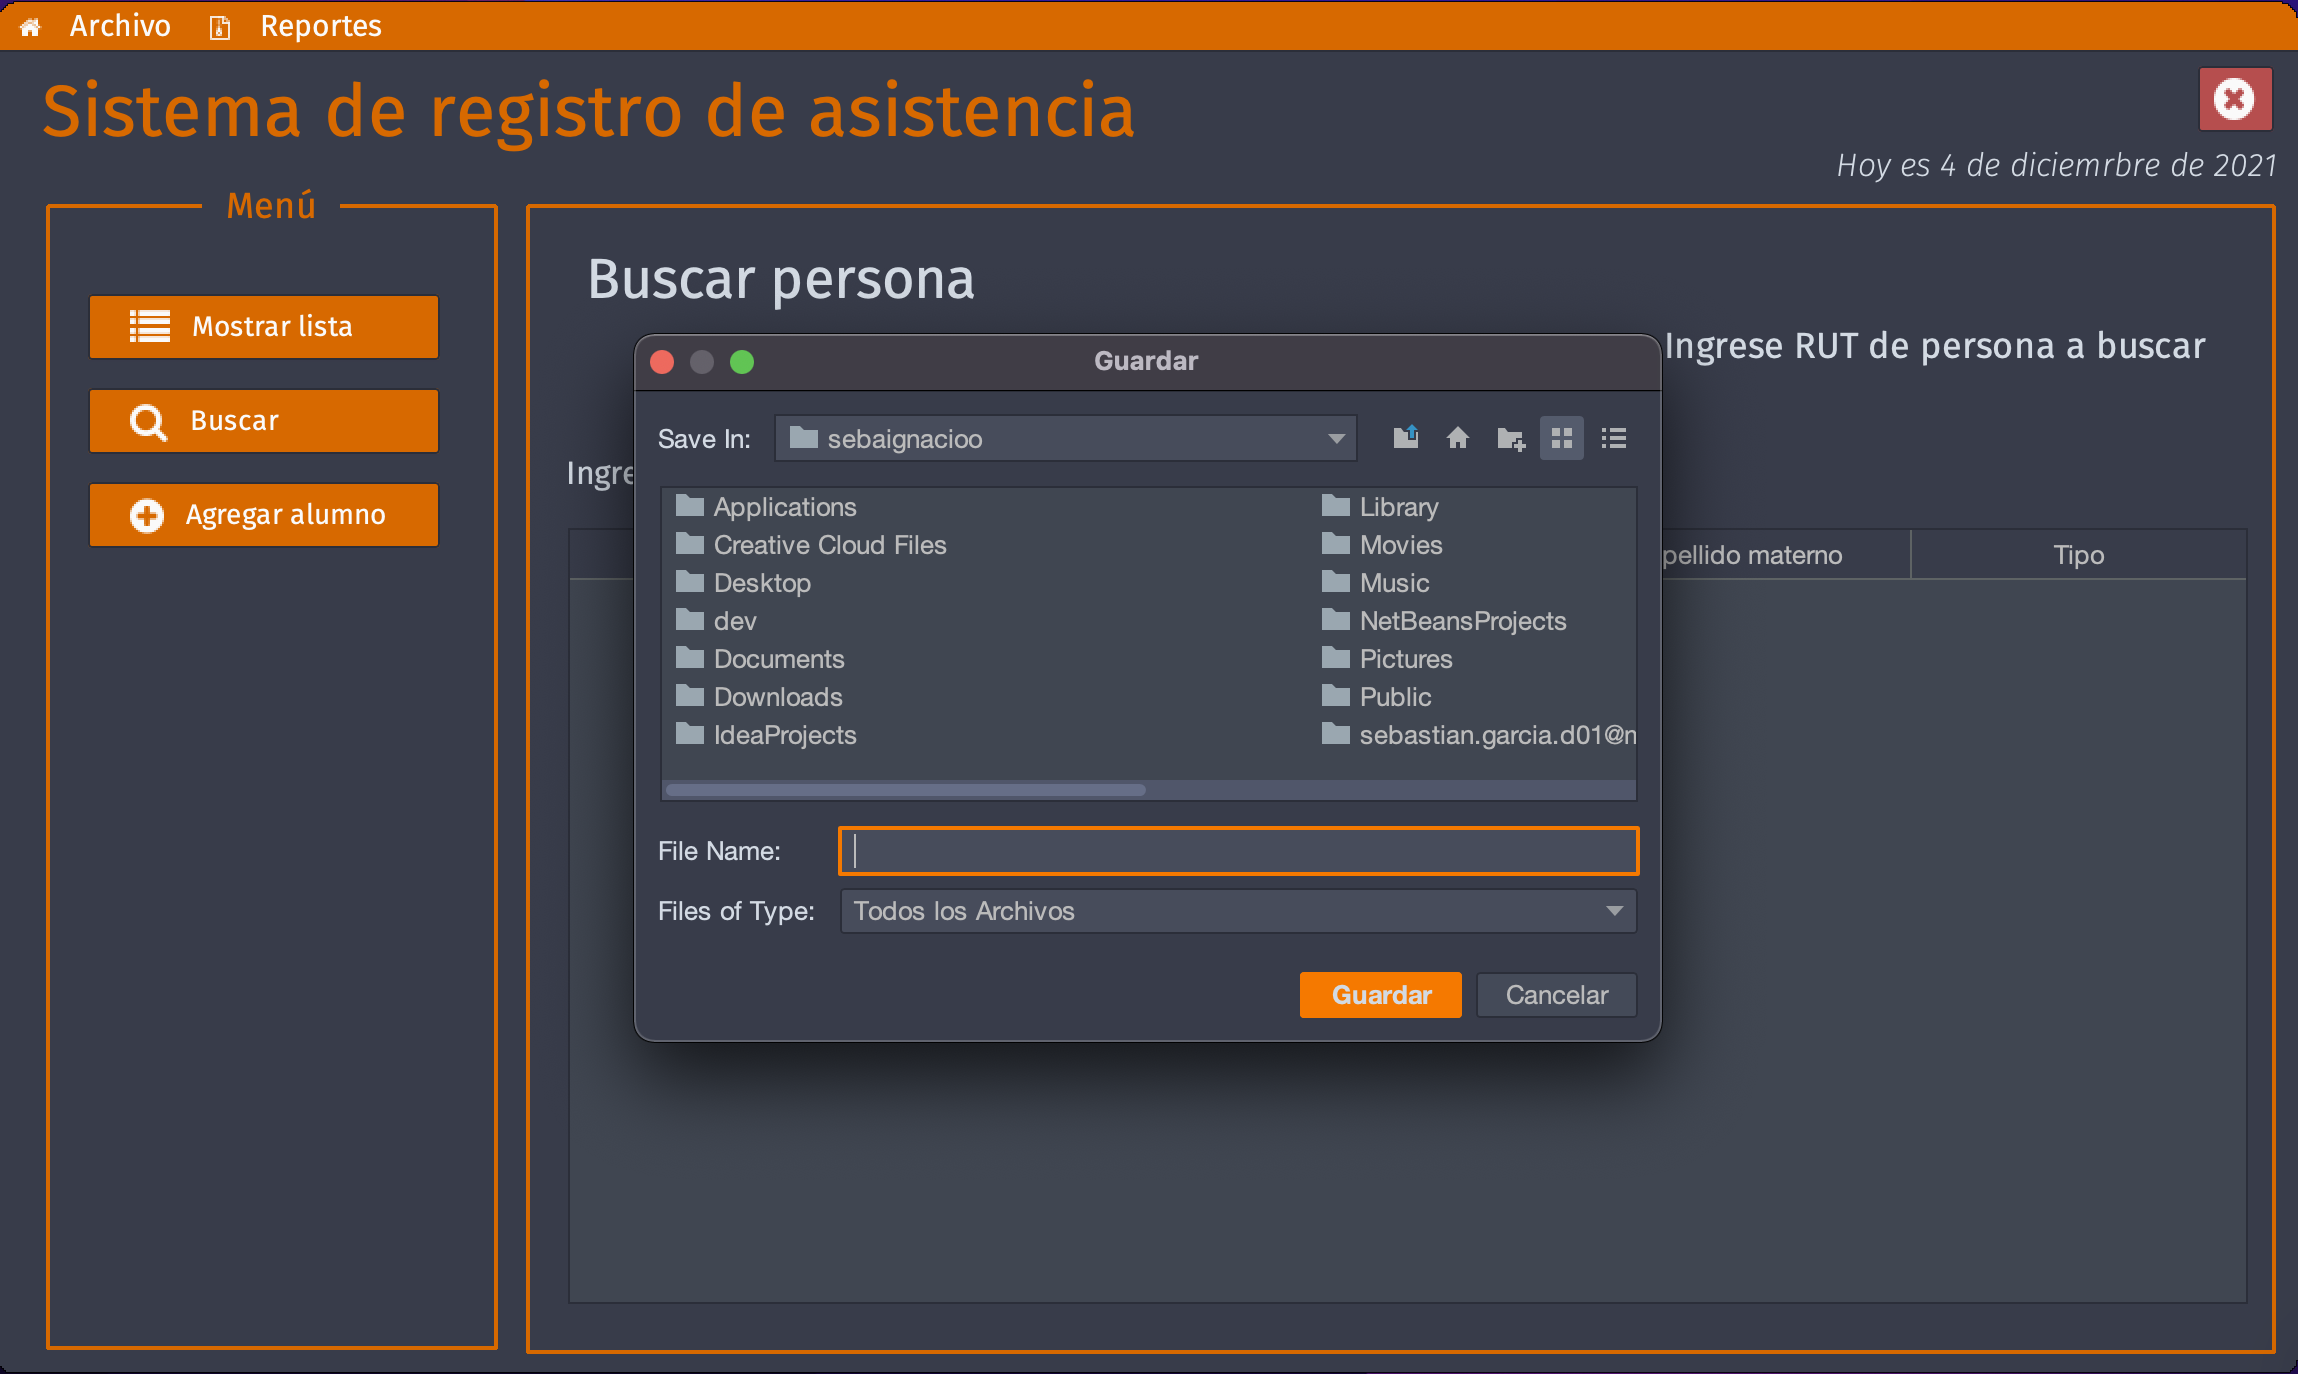 Archivo Reportes
Sistema de registro de asistencia
Hoy es 4 de diciemrbre de 2021
Menú
Mostrar lista
Buscar
Agregar alumno
Buscar persona
Ingrese RUT de persona a buscar
Guardar
Save In: sebaignacioo
Applications
Creative Cloud Files
Desktop
dev
Documents
Downloads
IdeaProjects
Library
Movies
Music
NetBeansProjects
Pictures
Public
sebastian.garcia.d01@
File Name:
Files of Type: Todos los Archivos
Guardar Cancelar
Ingre
pellido materno Tipo